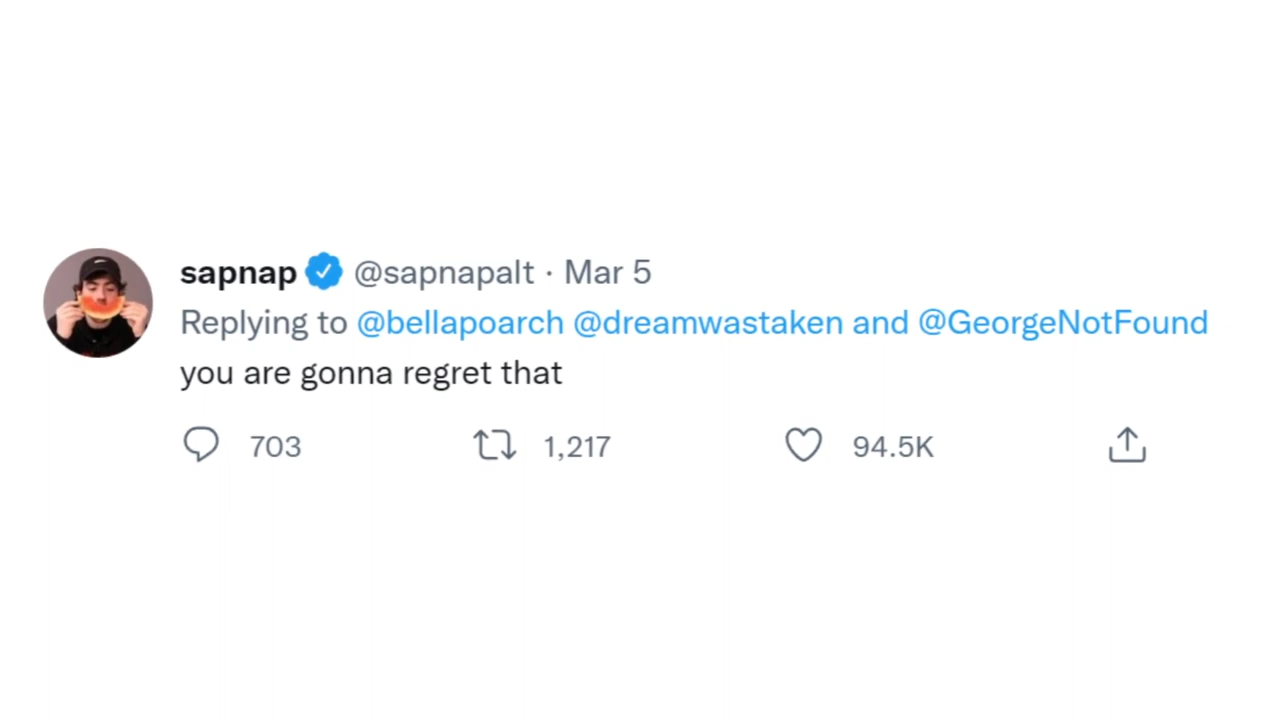 sapnap @sapnapalt · Mar 5
Replying to @bellapoarch @dreamwastaken and @GeorgeNotFound
you are gonna regret that
703 1,217 94.5K